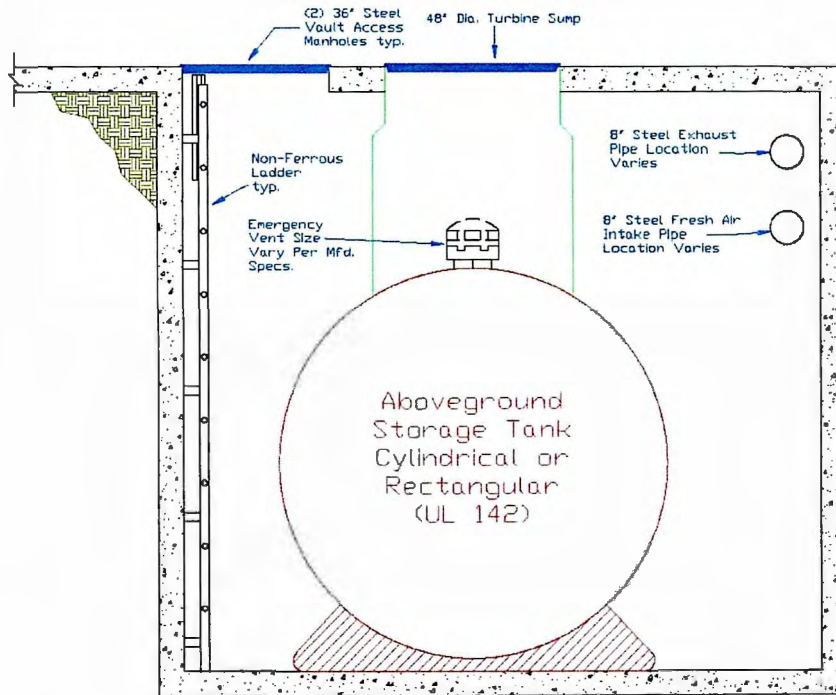 (2) 36" Steel
Vault Access
Manholes typ.
48" Dia. Turbine Sump
8" Steel Exhaust
Pipe Location
Varies
Non-Ferrous
Ladder
typ.
8" Steel Fresh Air
Intake Pipe
Location Varies
Emergency
Vent Size
Vary Per Mfd.
Specs.
Aboveground
Storage Tank
Cylindrical or
Rectangular
(UL 142)